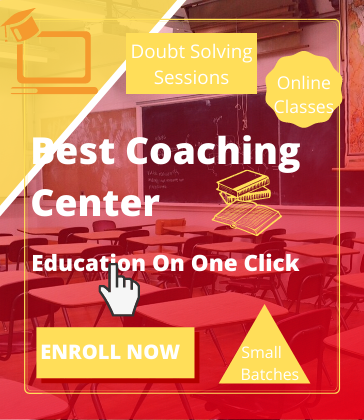 Doubt Solving
Sessions
Online
Classes
Best Coaching
Center
Education On One Click
ENROLL NOW
Small
Batches